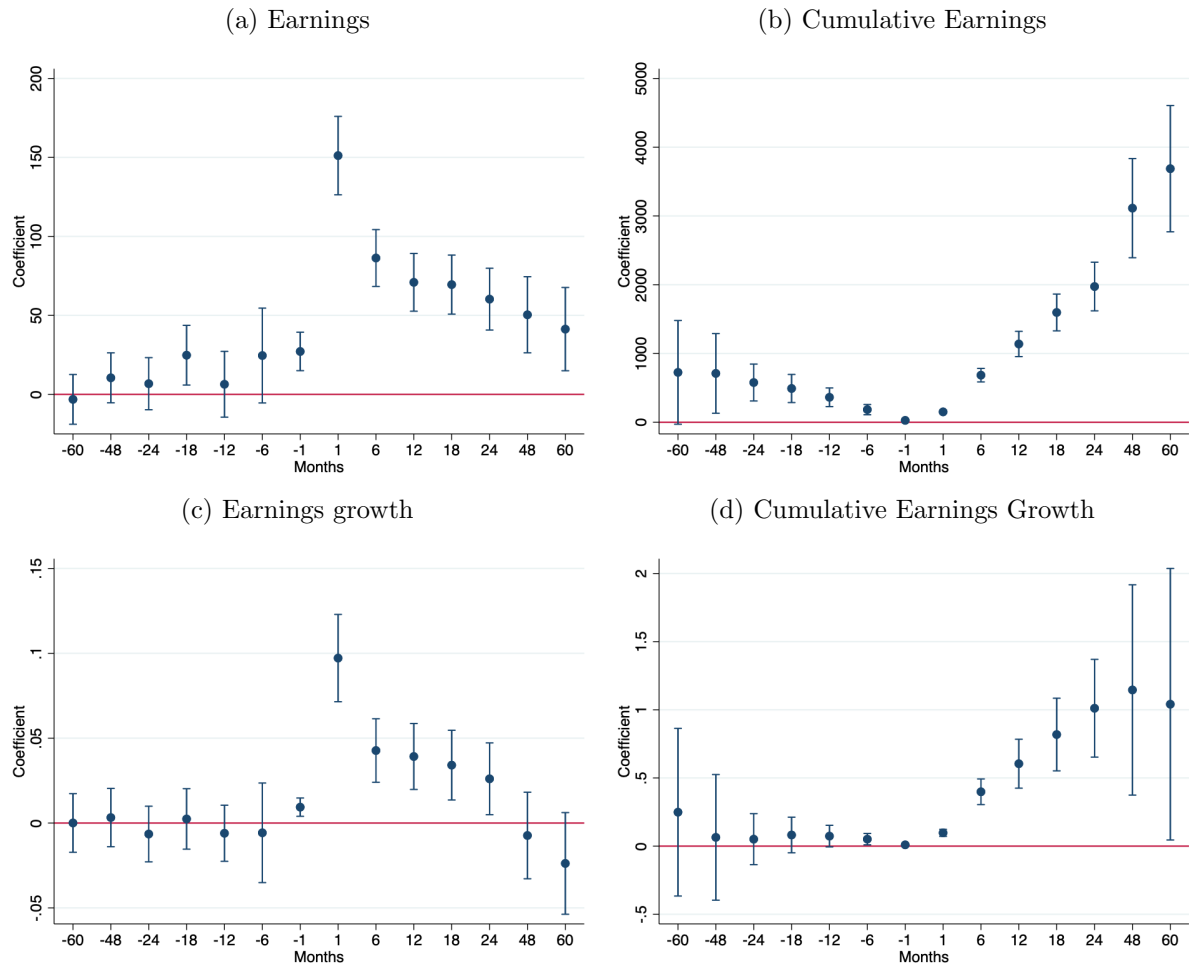 (a) Earnings
(b) Cumulative Earnings
Coefficient
200
150
100
50
0
-60 -48 -24 -18 -12 -6 -1 1 6 12 18 24 48 60
Months
Coefficient
5000
4000
3000
2000
1000
0
-60 -48 -24 -18 -12 -6 -1 1 6 12 18 24 48 60
Months
(c) Earnings growth
(d) Cumulative Earnings Growth
Coefficient
.15
.1
.05
0
-.05
-60 -48 -24 -18 -12 -6 -1 1 6 12 18 24 48 60
Months
Coefficient
2
1.5
1
.5
0
-.5
-60 -48 -24 -18 -12 -6 -1 1 6 12 18 24 48 60
Months